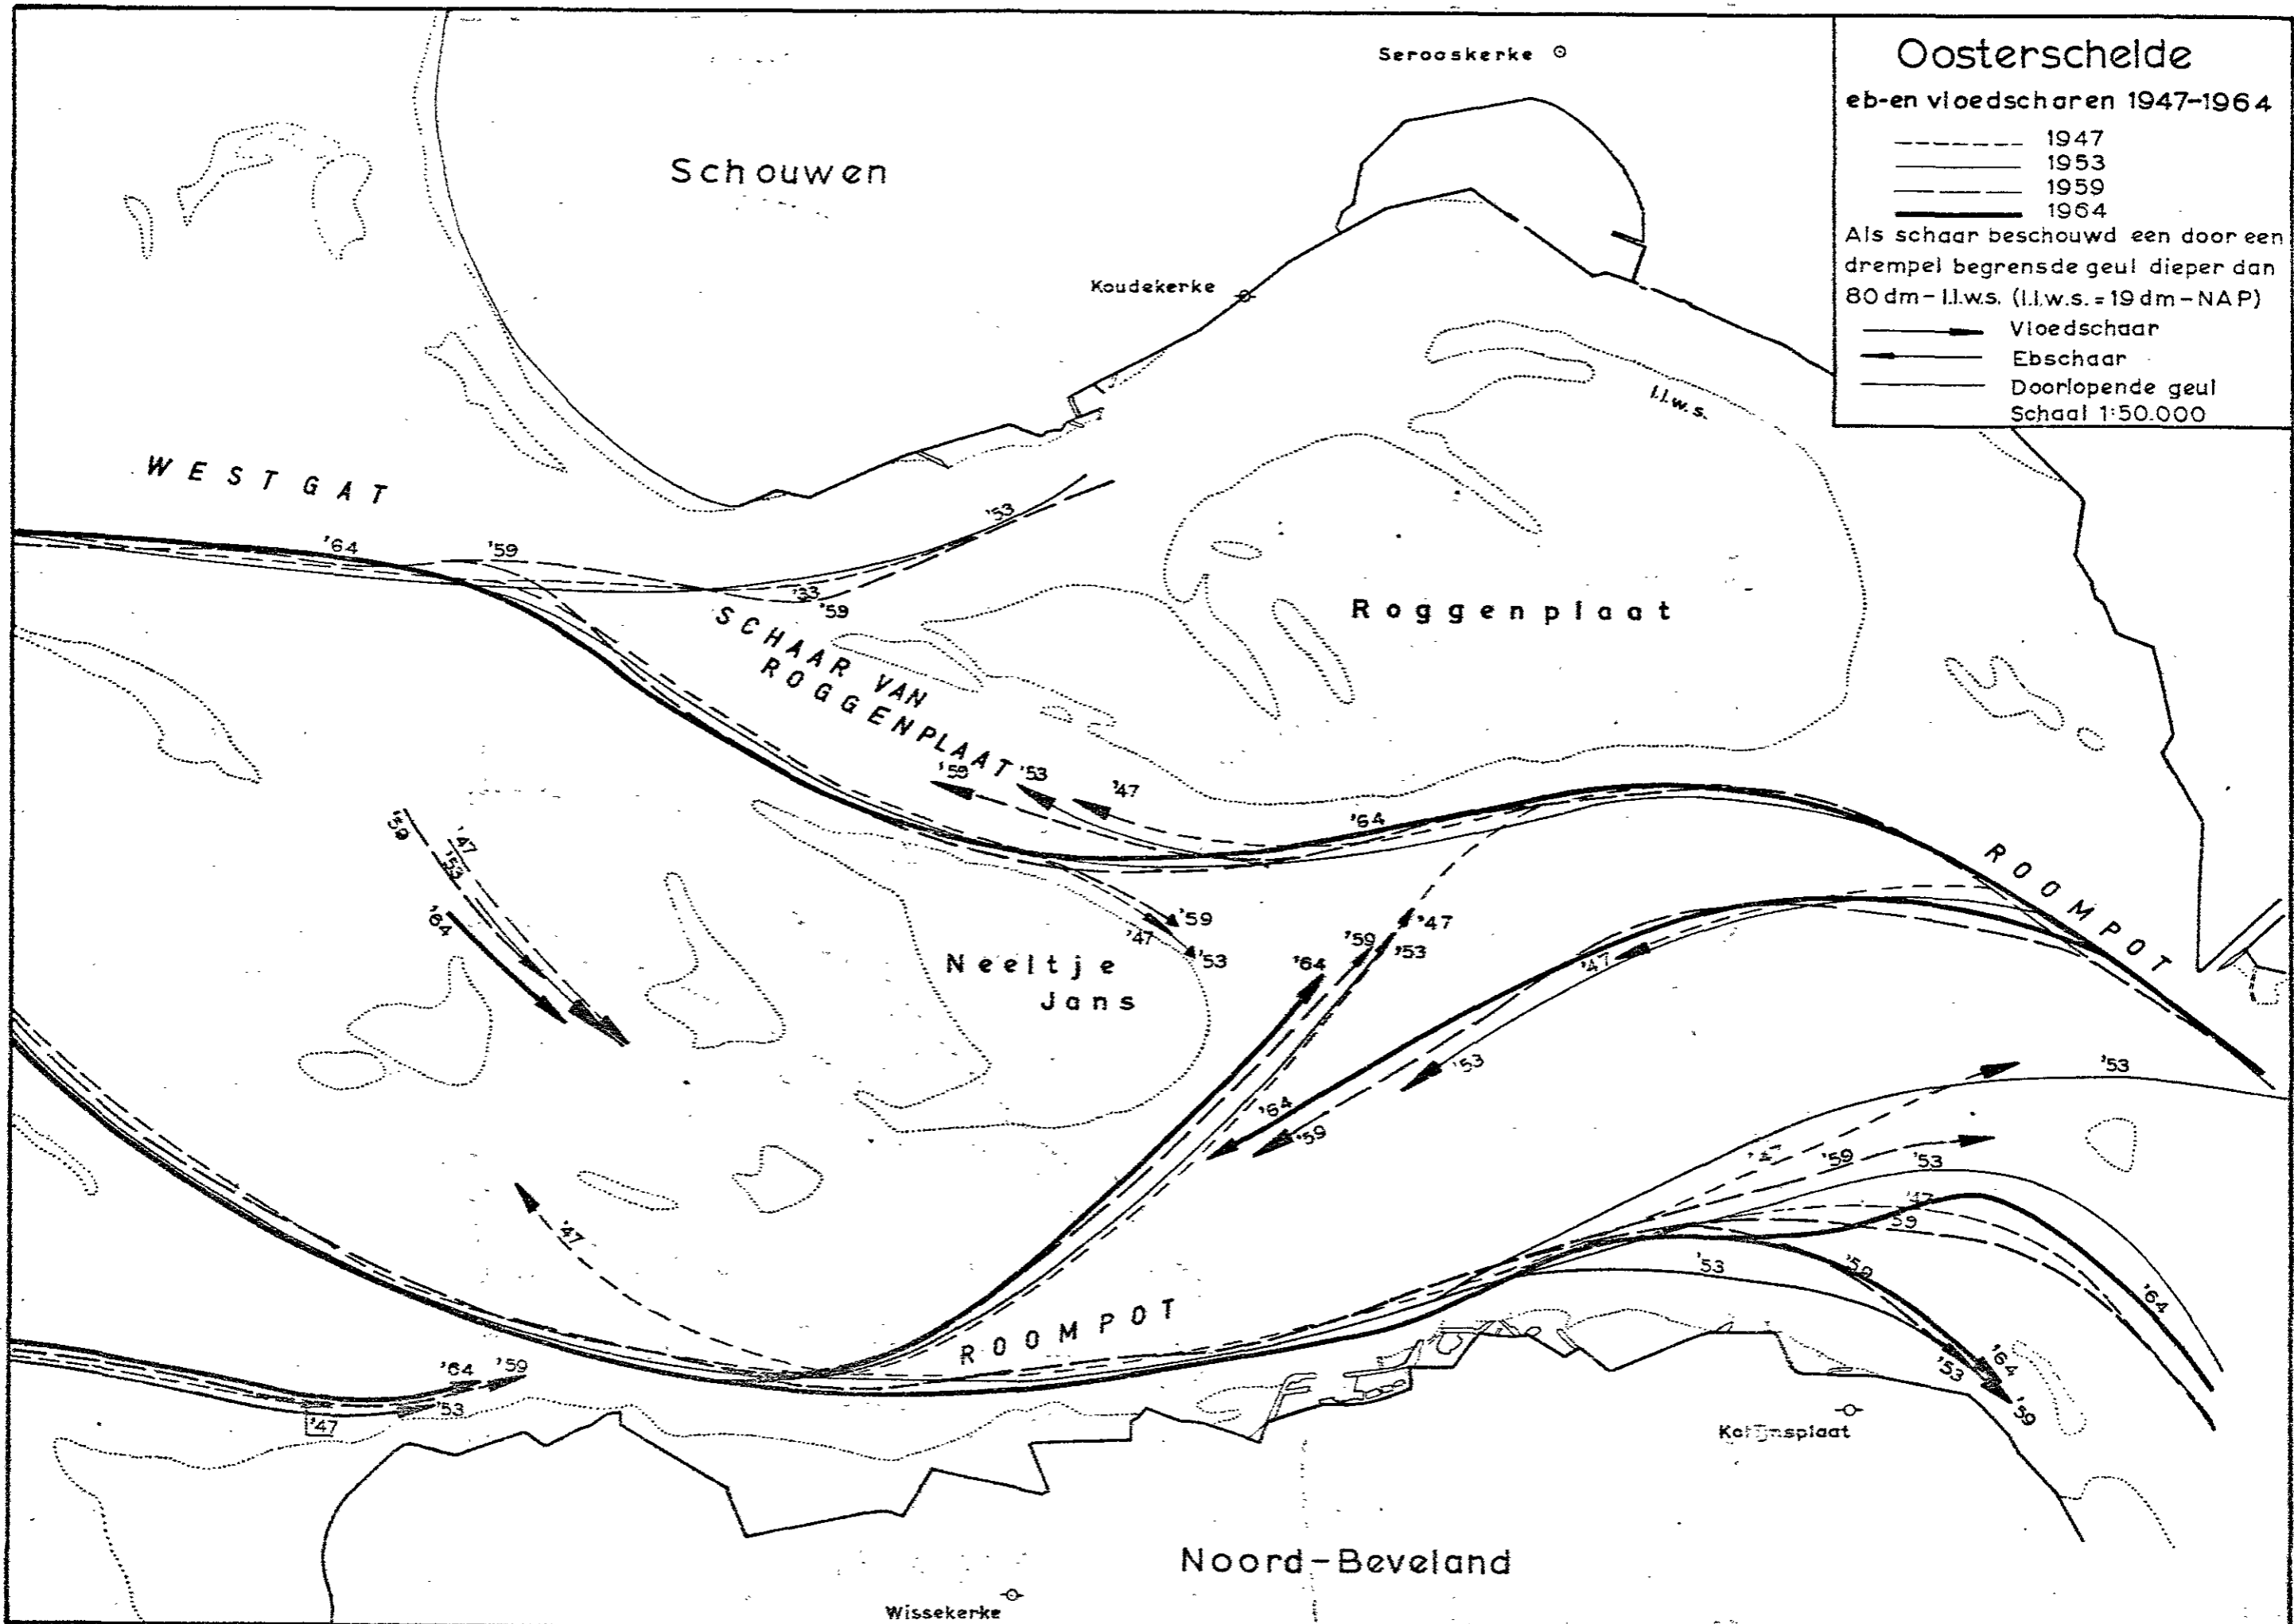 Oosterschelde
eb-en vloedscharen 1947-1964
1947
1953
1959
1964
Als schaar beschouwd een door een
drempel begrensde geul dieper dan
80 dm - l.l.w.s. (l.l.w.s. = 19 dm - NAP)
Vloedschaar
Ebschaar
Doorlopende geul
Schaal 1:50.000
Serooskerke
Schouwen
Koudekerke
l.l.w.s.
WESTGAT
'64
'59
'53
'33
'59
SCHAAR VAN
ROGGENPLAAT
Roggenplaat
'59
'53
'47
'64
'59
'47
'53
'64
ROOMPOT
'59
'47
'53
Neeltje
Jans
'64
'59
'47
'53
'47
'53
'64
'59
'53
'59
'53
'47
'59
'47
'53
'59
'64
ROOMPOT
'64
'59
'47
'53
'64
'53
'59
Wissekerke
Noord-Beveland